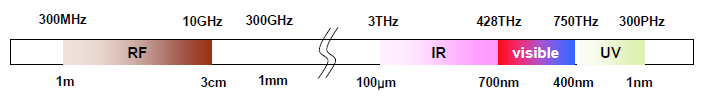 300MHz 10GHz 300GHz 3THz 428THz 750THz 300PHz
RF IR visible UV
1m 3cm 1mm 100μm 700nm 400nm 1nm